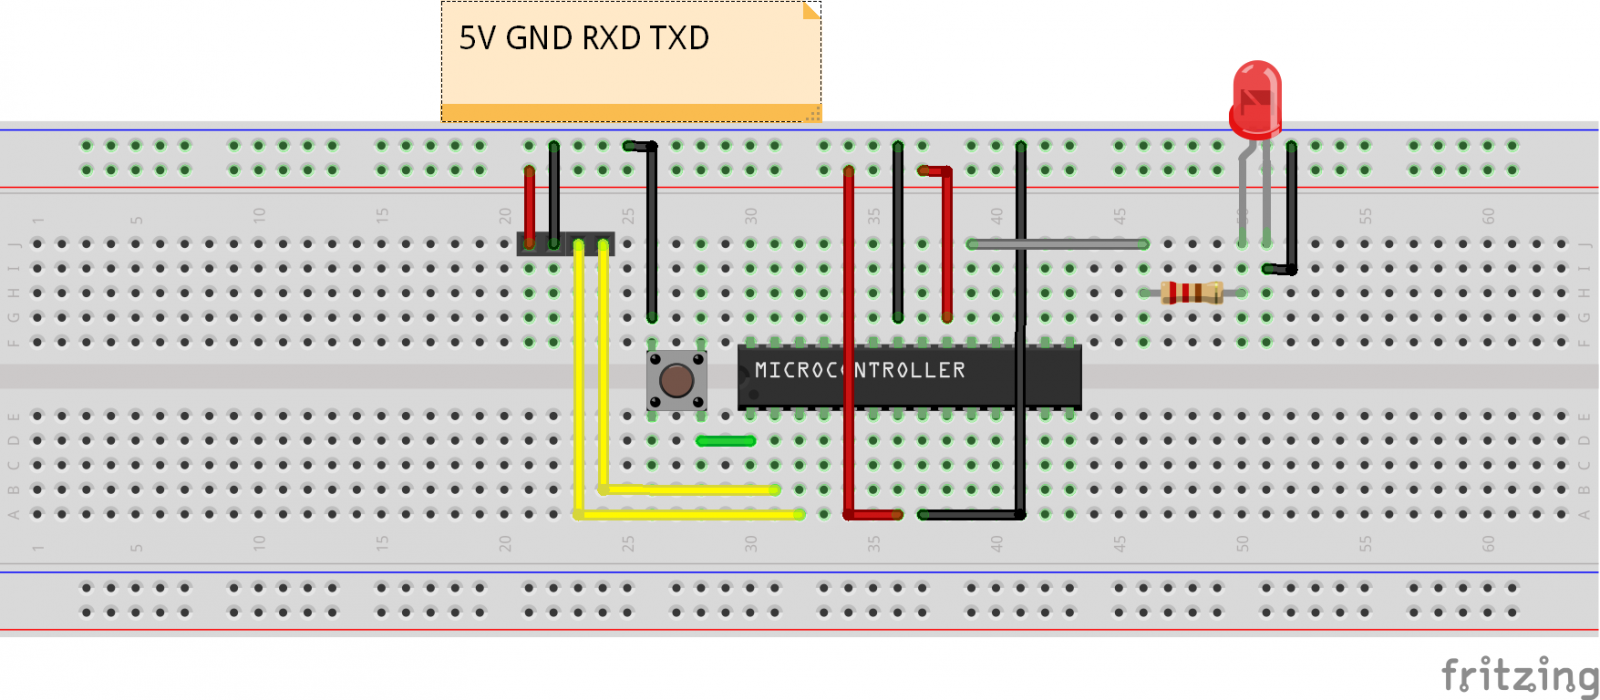 5V GND RXD TXD
1 5 10 15 20 25 30 35 40 45 50 55 60
J J
I I
H H
G G
F F
MICROCONTROLLER
E E
D D
C C
B B
A A
1 5 10 15 20 25 30 35 40 45 50 55 60
fritzing